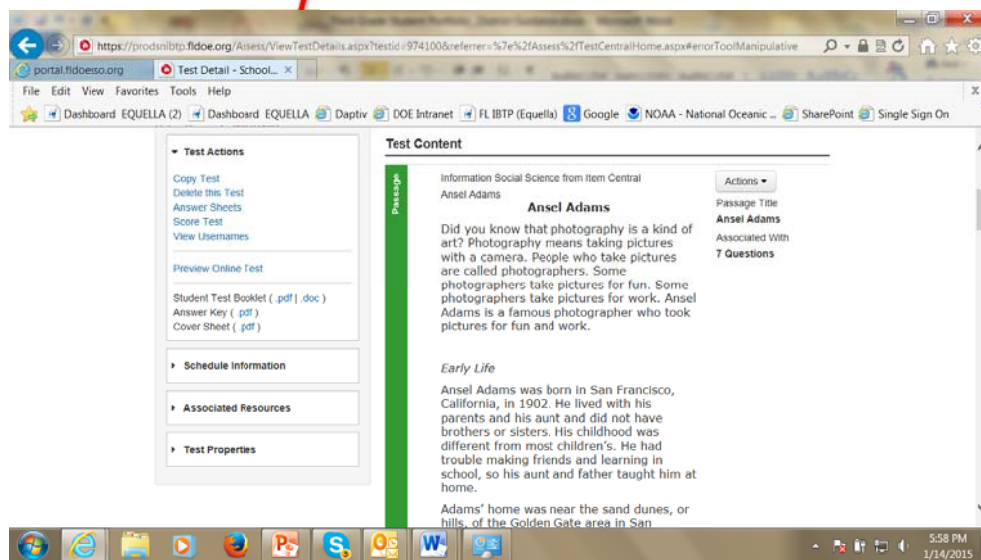 https://prodsnibtp.fldoe.org/Assess/ViewTestDetails.aspx?testid=974100&referrer=%7e%2fAssess%2fTestCentralHome.aspx#errorToolManipulative
portal.fldoeiso.org
Test Detail - School...
File Edit View Favorites Tools Help
Dashboard EQUELLA (2) Dashboard EQUELLA Daptiv DOE Intranet FL IBTP (Equella) Google NOAA - National Oceanic ... SharePoint Single Sign On
Test Actions
Copy Test
Delete this Test
Answer Sheets
Score Test
View Usernames
Preview Online Test
Student Test Booklet ( .pdf | .doc )
Answer Key ( .pdf )
Cover Sheet ( .pdf )
Schedule Information
Associated Resources
Test Properties
Test Content
Passage
Information Social Science from Item Central
Ansel Adams
Ansel Adams
Did you know that photography is a kind of
art? Photography means taking pictures
with a camera. People who take pictures
are called photographers. Some
photographers take pictures for fun. Some
photographers take pictures for work. Ansel
Adams is a famous photographer who took
pictures for fun and work.
Early Life
Ansel Adams was born in San Francisco,
California, in 1902. He lived with his
parents and his aunt and did not have
brothers or sisters. His childhood was
different from most children's. He had
trouble making friends and learning in
school, so his aunt and father taught him at
home.
Adams' home was near the sand dunes, or
hills, of the Golden Gate area in San
Actions
Passage Title
Ansel Adams
Associated With
7 Questions
5:58 PM
1/14/2015